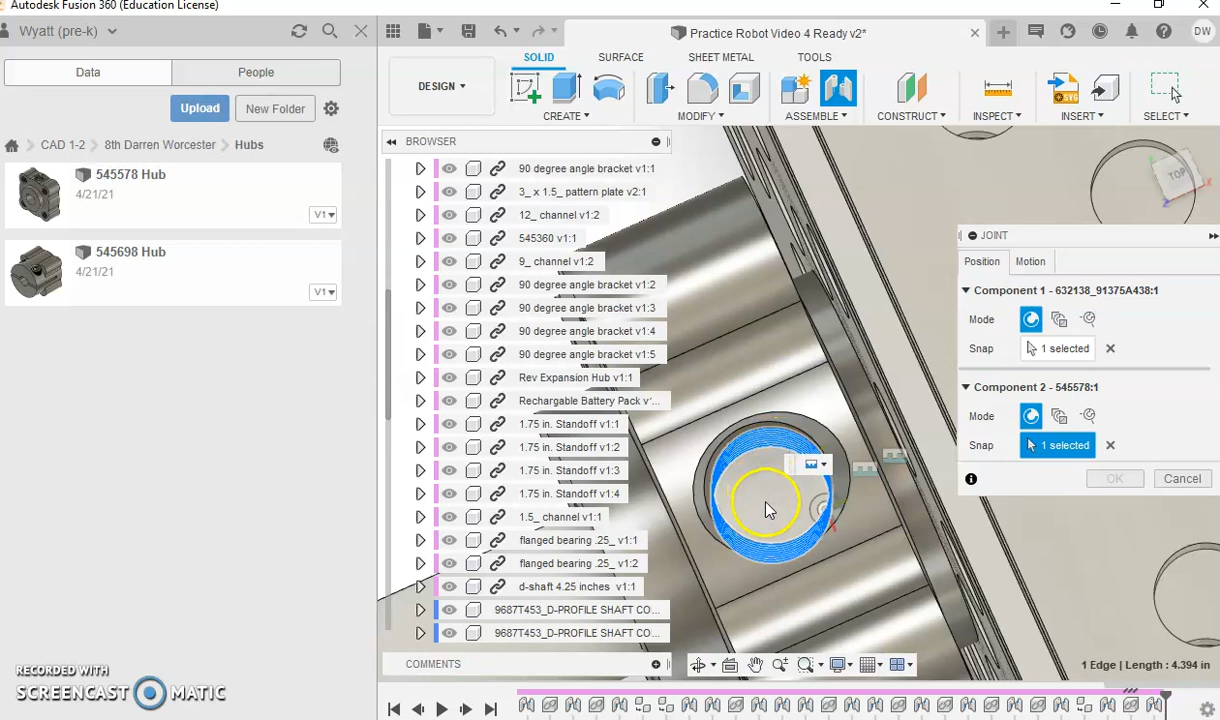 Autodesk Fusion 360 (Education License)
Wyatt (pre-k)
Practice Robot Video 4 Ready v2*
DW
Data
People
SOLID
SURFACE
SHEET METAL
TOOLS
DESIGN
CREATE
MODIFY
ASSEMBLE
CONSTRUCT
INSPECT
INSERT
SELECT
SVG
Upload
New Folder
CAD 1-2
8th Darren Worcester
Hubs
545578 Hub
4/21/21
V1
545698 Hub
4/21/21
V1
BROWSER
90 degree angle bracket v1:1
3_ x 1.5_ pattern plate v2:1
12_ channel v1:2
545360 v1:1
9_ channel v1:2
90 degree angle bracket v1:2
90 degree angle bracket v1:3
90 degree angle bracket v1:4
90 degree angle bracket v1:5
Rev Expansion Hub v1:1
Rechargable Battery Pack v'...
1.75 in. Standoff v1:1
1.75 in. Standoff v1:2
1.75 in. Standoff v1:3
1.75 in. Standoff v1:4
1.5_ channel v1:1
flanged bearing .25_ v1:1
flanged bearing .25_ v1:2
d-shaft 4.25 inches v1:1
9687T453_D-PROFILE SHAFT CO...
9687T453_D-PROFILE SHAFT CO...
COMMENTS
TOP
X
Z
JOINT
Position
Motion
Component 1 - 632138_91375A438:1
Mode
Snap
1 selected
Component 2 - 545578:1
Mode
Snap
1 selected
OK
Cancel
1 Edge | Length : 4.394 in
RECORDED WITH
SCREENCAST MATIC